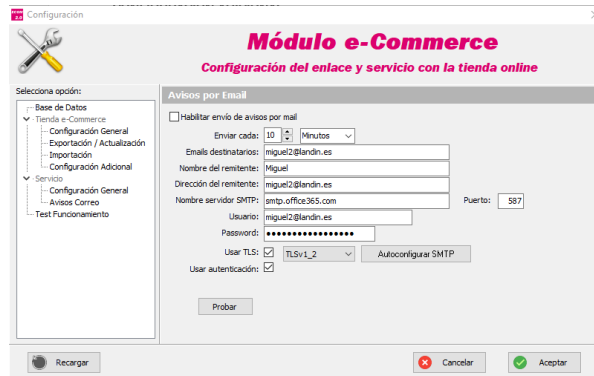 Configuración
Módulo e-Commerce
Configuración del enlace y servicio con la tienda online
Selecciona opción:
Base de Datos
Tienda e-Commerce
Configuración General
Exportación / Actualización
Importación
Configuración Adicional
Servicio
Configuración General
Avisos Correo
Test Funcionamiento
Avisos por Email
Habilitar envío de avisos por mail
Enviar cada: 10 Minutos
Emails destinatarios: miguel2@landin.es
Nombre del remitente: Miguel
Dirección del remitente: miguel2@landin.es
Nombre servidor SMTP: smtp.office365.com Puerto: 587
Usuario: miguel2@landin.es
Password: •••••••••••••••••
Usar TLS: TLSv1_2 Autoconfigurar SMTP
Usar autenticación:
Probar
Recargar Cancelar Aceptar